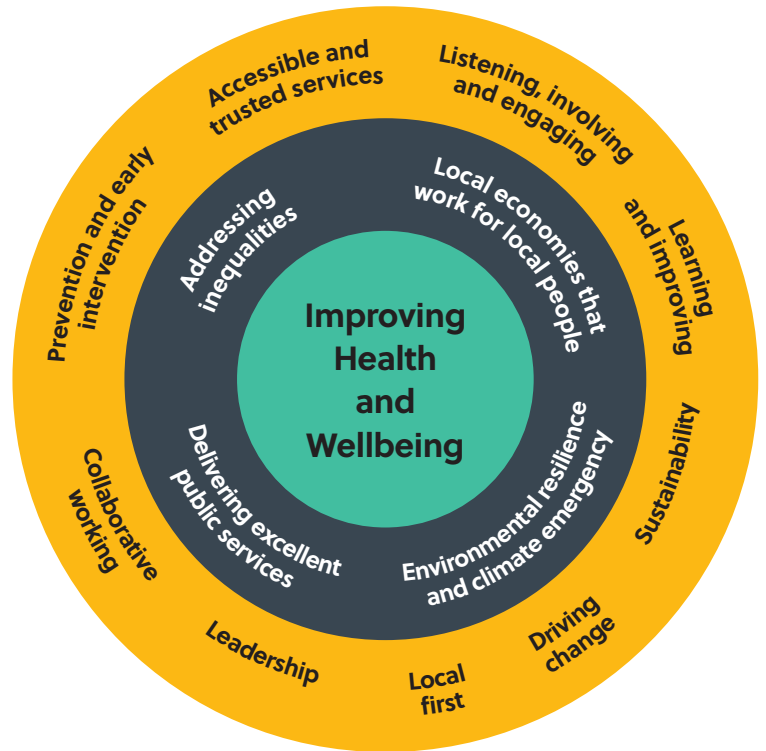 Accessible and
trusted services
Listening, involving
and engaging
Learning
and improving
Sustainability
Driving
change
Local
first
Leadership
Collaborative
working
Prevention and early
intervention
Addressing
inequalities
Local economies that
work for local people
Environmental resilience
and climate emergency
Delivering excellent
public services
Improving
Health
and
Wellbeing